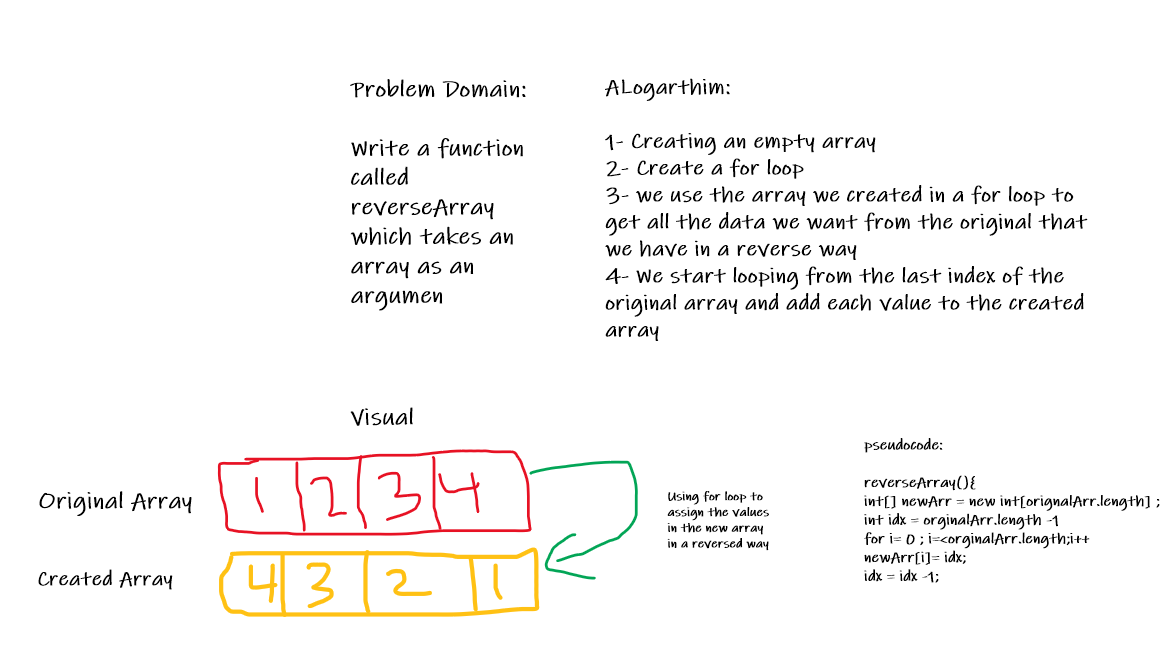 Problem Domain:
Write a function
called
reverseArray
which takes an
array as an
argumen
ALogarthim:
1- Creating an empty array
2- Create a for loop
3- we use the array we created in a for loop to
get all the data we want from the original that
we have in a reverse way
4- We start looping from the last index of the
original array and add each value to the created
array
Visual
Original Array
1 2 3 4
Created Array
4 3 2 1
Using for loop to
assign the values
in the new array
in a reversed way
pseudocode:
reverseArray(){
int[] newArr = new int[orignalArr.length] ;
int idx = orginalArr.length -1
for i= 0 ; i=<orginalArr.length;i++
newArr[i]= idx;
idx = idx -1;